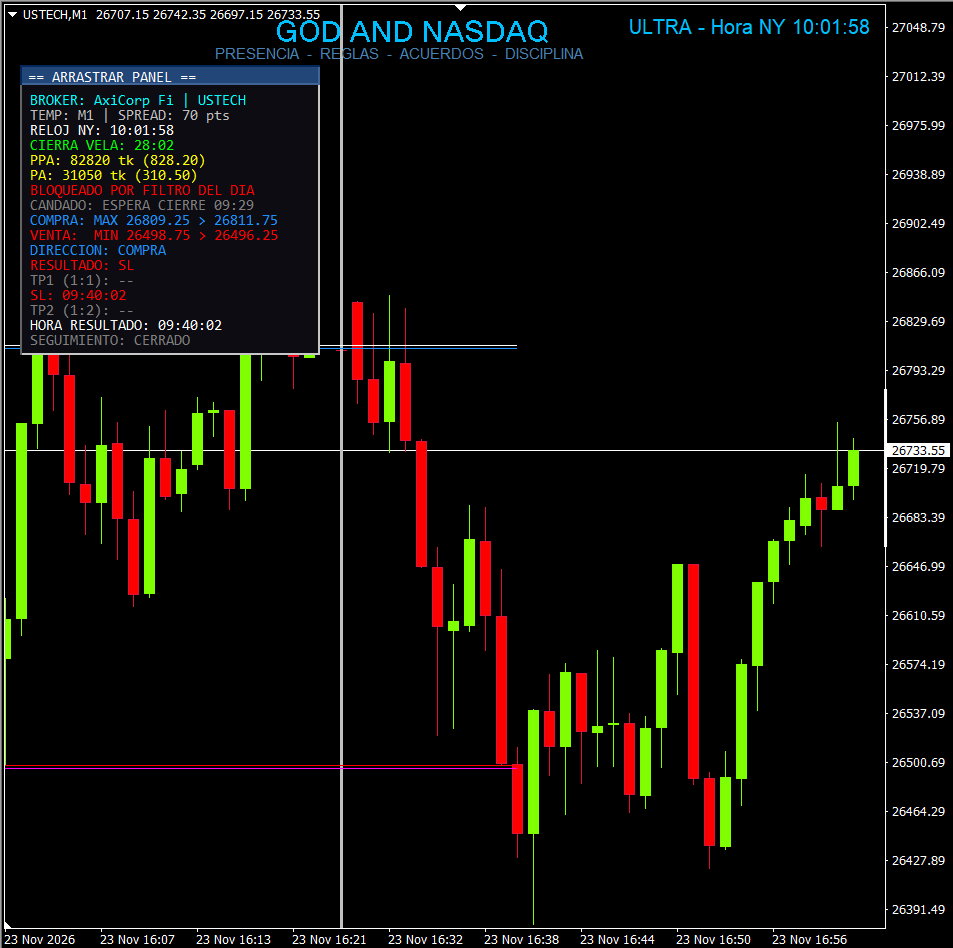 USTECH,M1 26707.15 26742.35 26697.15 26733.55
GOD AND NASDAQ
ULTRA - Hora NY 10:01:58
PRESENCIA - REGLAS - ACUERDOS - DISCIPLINA
== ARRASTRAR PANEL ==
BROKER: AxiCorp Fi | USTECH
TEMP: M1 | SPREAD: 70 pts
RELOJ NY: 10:01:58
CIERRA VELA: 28:02
PPA: 82820 tk (828.20)
PA: 31050 tk (310.50)
BLOQUEADO POR FILTRO DEL DIA
CANDADO: ESPERA CIERRE 09:29
COMPRA: MAX 26809.25 > 26811.75
VENTA: MIN 26498.75 > 26496.25
DIRECCION: COMPRA
RESULTADO: SL
TP1 (1:1): --
SL: 09:40:02
TP2 (1:2): --
HORA RESULTADO: 09:40:02
SEGUIMIENTO: CERRADO
27048.79
27012.39
26975.99
26938.89
26902.49
26866.09
26829.69
26793.29
26756.89
26733.55
26719.79
26683.39
26646.99
26610.59
26574.19
26537.09
26500.69
26464.29
26427.89
26391.49
23 Nov 2026
23 Nov 16:07
23 Nov 16:13
23 Nov 16:21
23 Nov 16:32
23 Nov 16:38
23 Nov 16:44
23 Nov 16:50
23 Nov 16:56